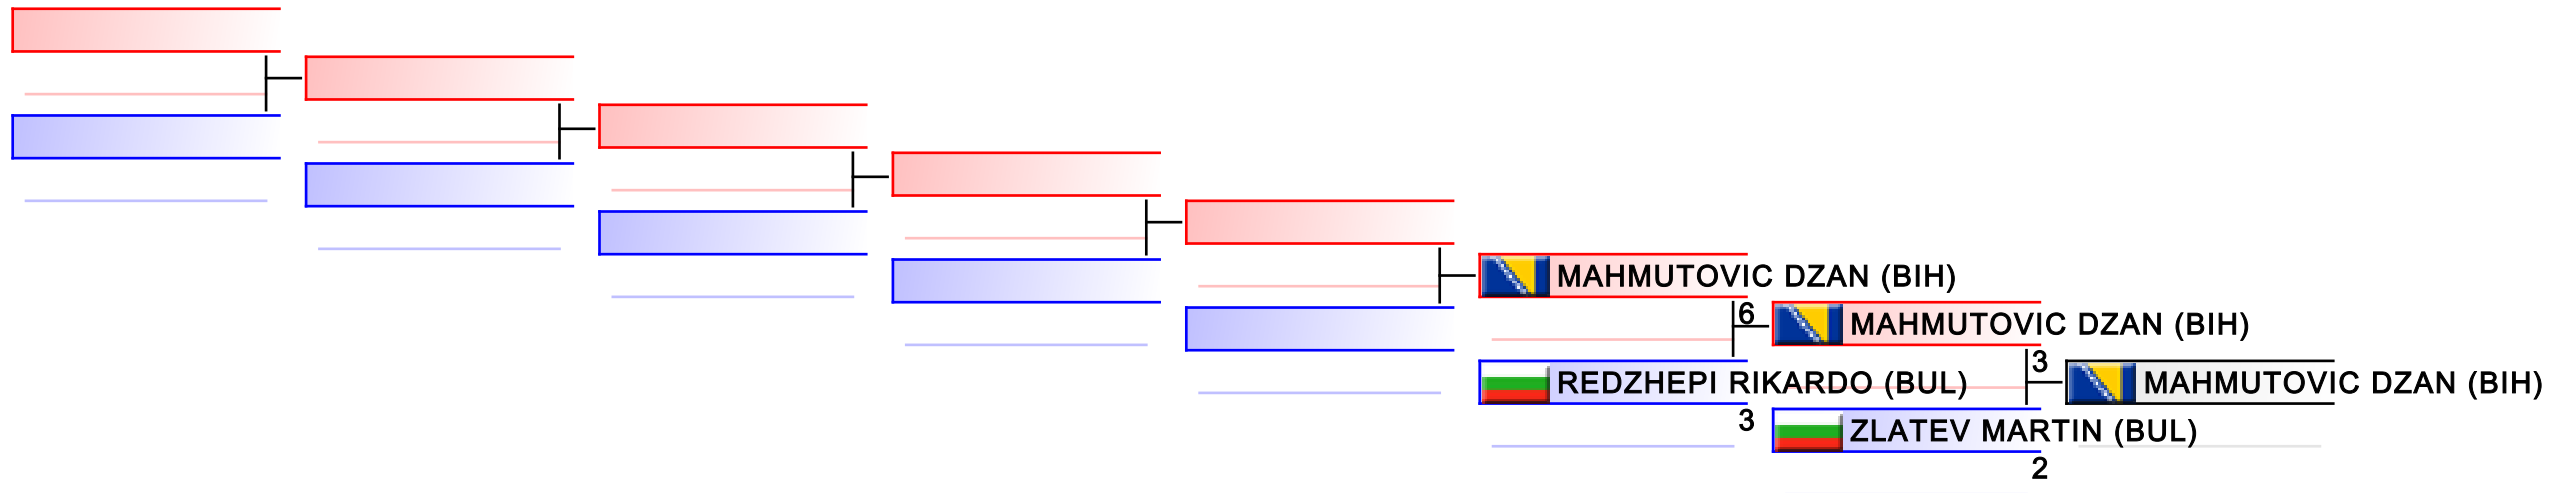 MAHMUTOVIC DZAN (BIH)
6
MAHMUTOVIC DZAN (BIH)
REDZHEPI RIKARDO (BUL)
3
3
MAHMUTOVIC DZAN (BIH)
ZLATEV MARTIN (BUL)
2